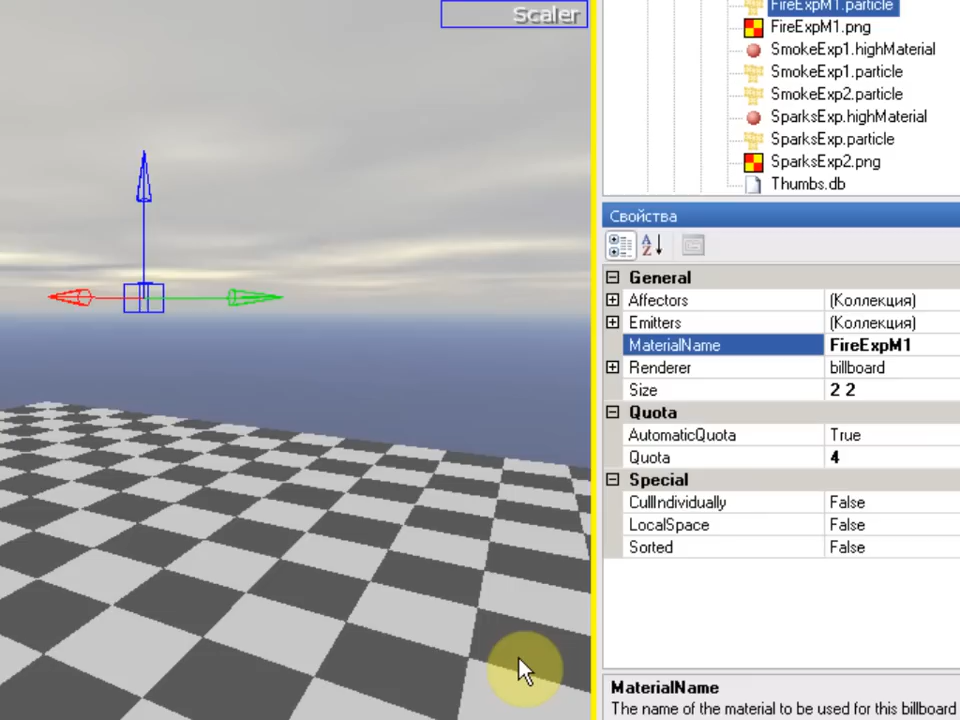 Scaler
FireExpM1.particle
FireExpM1.png
SmokeExp1.highMaterial
SmokeExp1.particle
SmokeExp2.particle
SparksExp.highMaterial
SparksExp.particle
SparksExp2.png
Thumbs.db
Свойства
General
Affectors (Коллекция)
Emitters (Коллекция)
MaterialName FireExpM1
Renderer billboard
Size 2 2
Quota
AutomaticQuota True
Quota 4
Special
CullIndividually False
LocalSpace False
Sorted False
MaterialName
The name of the material to be used for this billboard